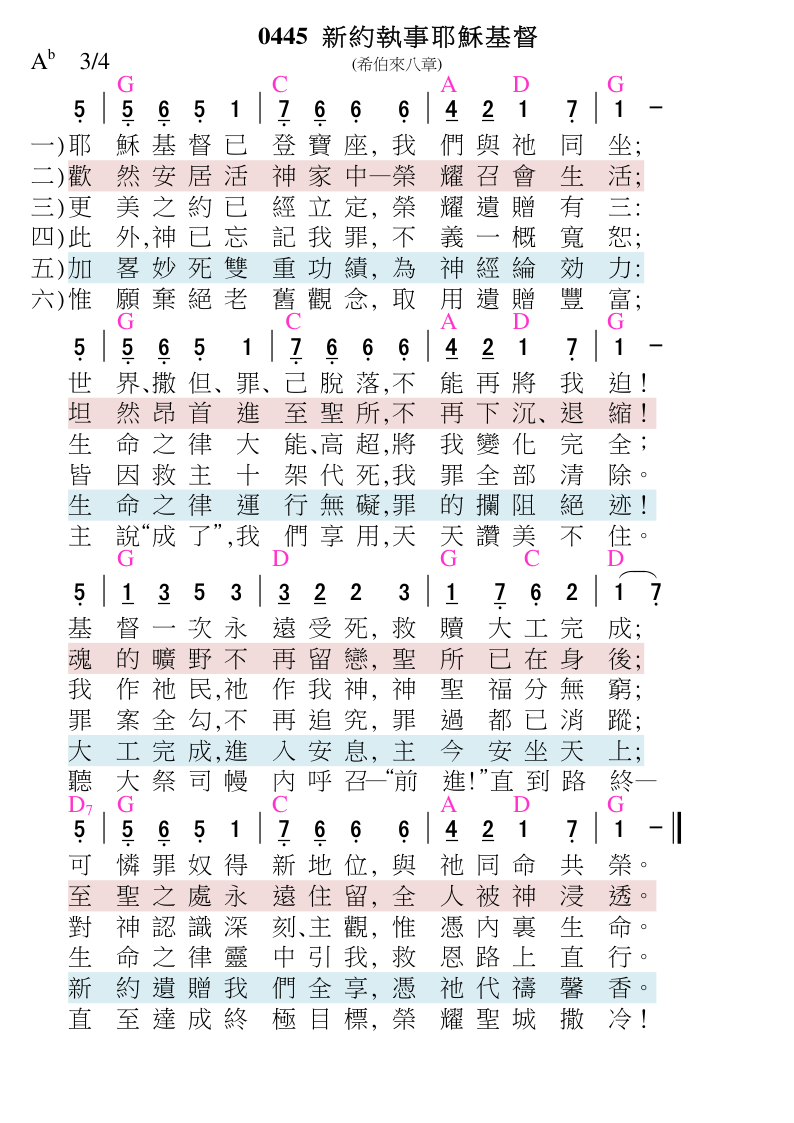 0445 新約執事耶穌基督
A♭ 3/4
(希伯來八章)
G C A D G
5 | 5 6 5 1 | 7 6 6 6 | 4 2 1 7 | 1 –
一)耶 穌基督已 登寶座, 我 們與祂同 坐;
二)歡 然安居活 神家中—榮 耀召會生 活;
三)更 美之約已 經立定, 榮 耀遺贈有 三:
四)此 外,神已忘 記我罪, 不 義一概寬 恕;
五)加 畧妙死雙 重功績, 為 神經綸効 力:
六)惟 願棄絕老 舊觀念, 取 用遺贈豐 富;
G C A D G
5 | 5 6 5 1 | 7 6 6 6 | 4 2 1 7 | 1 –
世 界、撒但、罪、己脫落,不 能再將我 迫!
坦 然昂首進 至聖所,不 再下沉、退 縮!
生 命之律大 能、高超,將 我變化完 全;
皆 因救主十 架代死,我 罪全部清 除。
生 命之律運 行無礙,罪 的攔阻絕 迹!
主 說“成了”,我 們享用,天 天讚美不 住。
G D G C D
5 | 1 3 5 3 | 3 2 2 3 | 1 7 6 2 | 1 7
基 督一次永 遠受死, 救 贖大工完 成;
魂 的曠野不 再留戀, 聖 所已在身 後;
我 作祂民,祂 作我神, 神 聖福分無 窮;
罪 案全勾,不 再追究, 罪 過都已消 蹤;
大 工完成,進 入安息, 主 今安坐天 上;
聽 大祭司幔 內呼召—“前 進!”直到路 終—
D7 G C A D G
5 | 5 6 5 1 | 7 6 6 6 | 4 2 1 7 | 1 –
可 憐罪奴得 新地位, 與 祂同命共 榮。
至 聖之處永 遠住留, 全 人被神浸 透。
對 神認識深 刻、主觀, 惟 憑內裏生 命。
生 命之律靈 中引我, 救 恩路上直 行。
新 約遺贈我 們全享, 憑 祂代禱馨 香。
直 至達成終 極目標, 榮 耀聖城撒 冷!